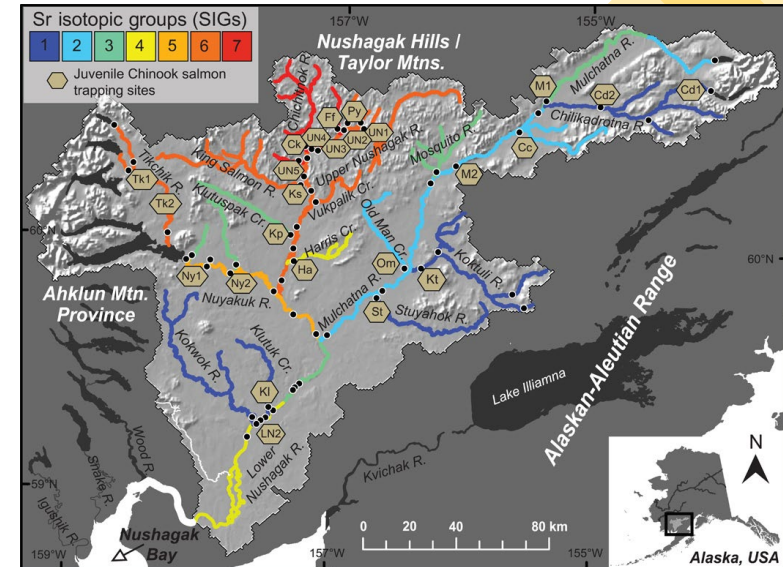 Sr isotopic groups (SIGs)
1 2 3 4 5 6 7
Juvenile Chinook salmon
trapping sites
157°W
155°W
Nushagak Hills /
Taylor Mtns.
Chichitnok R.
Mulchatna R.
M1
Cd2
Cd1
Chilikadrotna R.
Ff
Py
UN4
UN1
CK
UN3
UN2
Cc
Upper Nushagak R.
Mosquito R.
King Salmon R.
UN5
M2
Tikchik R.
Tk1
Ks
Klutuspak Cr.
Vukpalik Cr.
Tk2
Old Man Cr.
60°N
Kp
Harris Cr.
60°N
Ny1
Ny2
Ha
Om
Kt
Koktuli R.
Ahklun Mtn.
Province
Nuyakuk R.
Mulchatna R.
St
Stuyahok R.
Kokwok R.
Klutuk Cr.
Alaskan-Aleutian Range
Lake Illiamna
Kl
LN2
Lower
Nushagak R.
Wood R.
Snake R.
Igushik R.
59°N
Kvichak R.
N
Nushagak
Bay
0 20 40 80 km
159°W
157°W
155°W
59°N
Alaska, USA